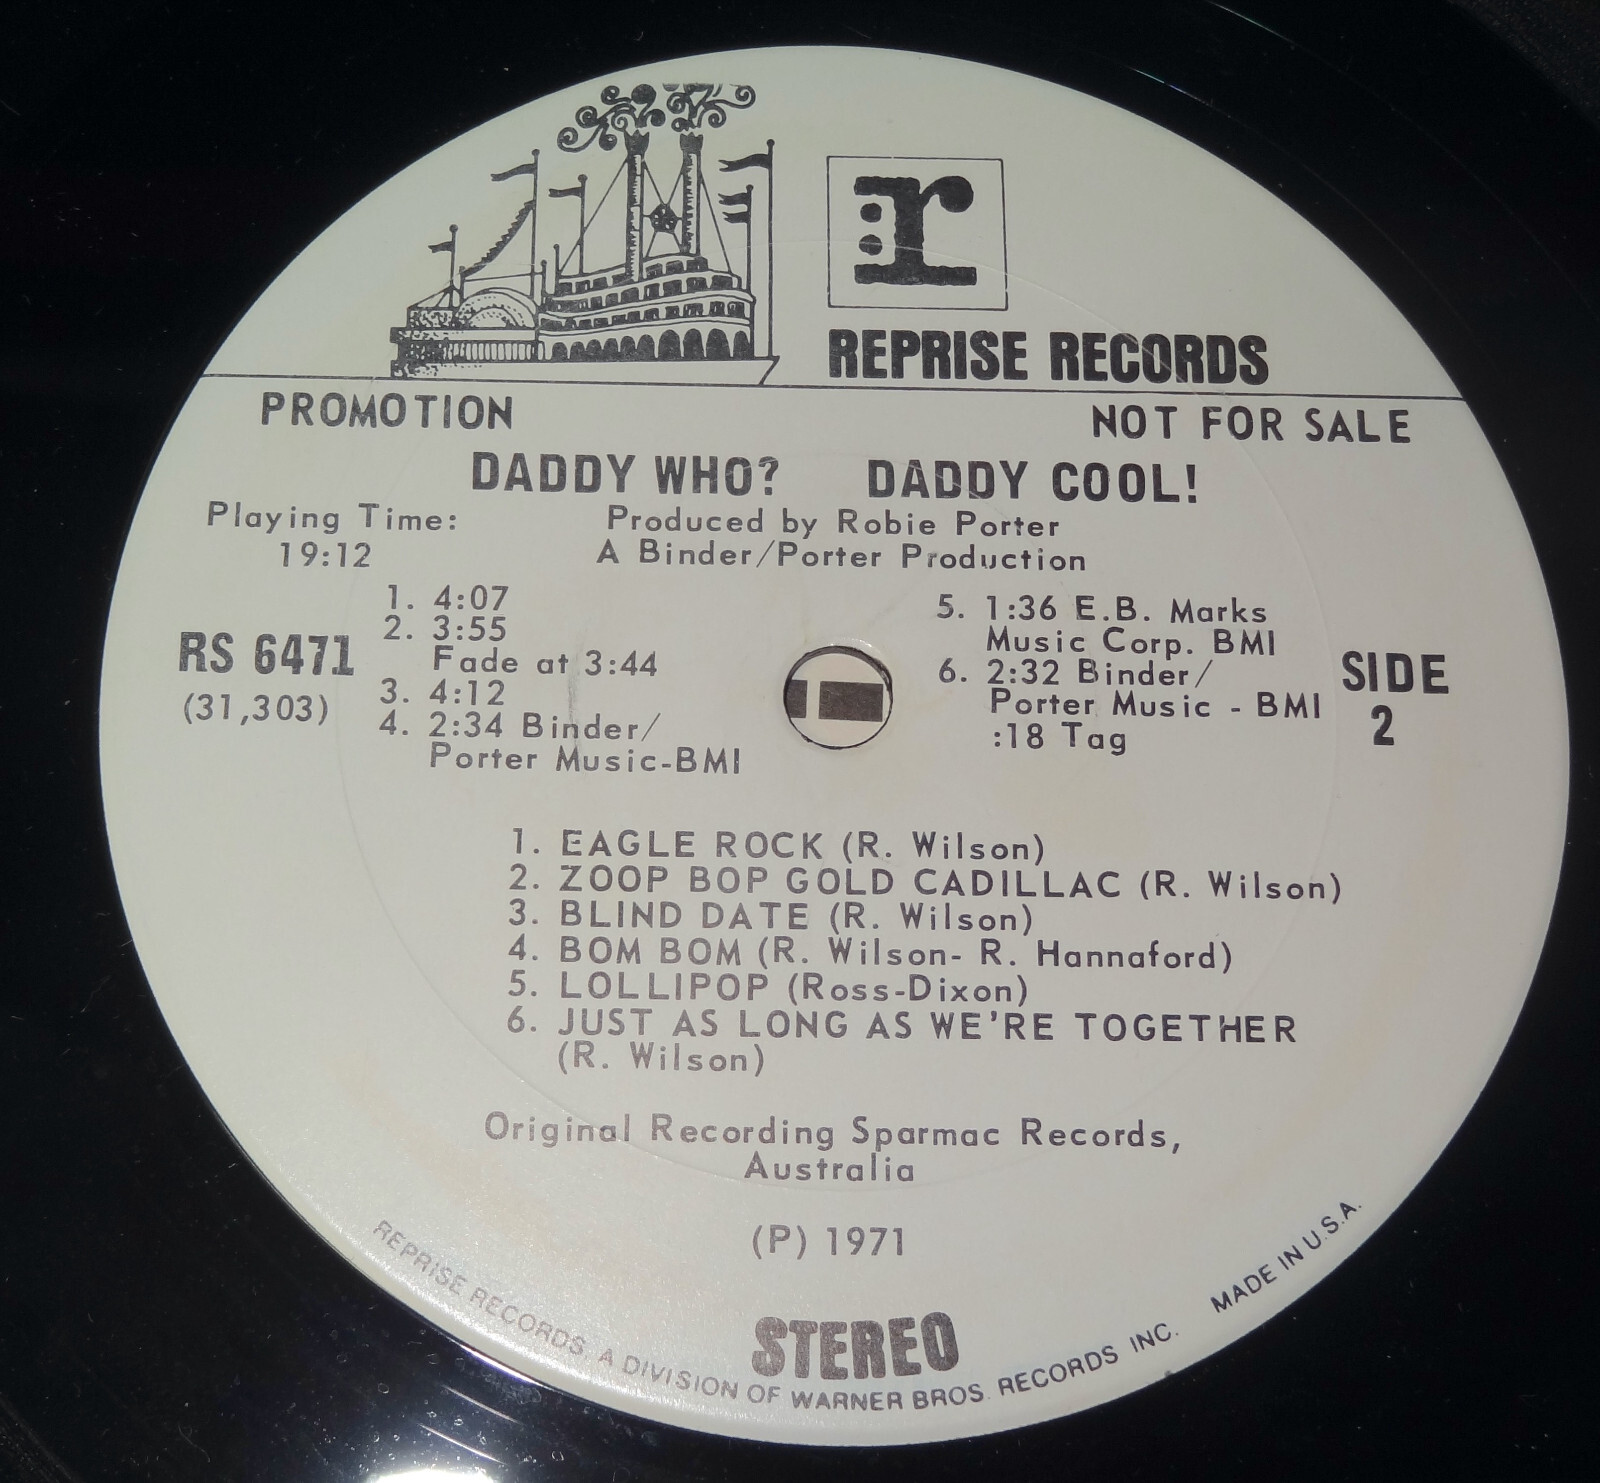 r
REPRISE RECORDS
PROMOTION NOT FOR SALE
DADDY WHO? DADDY COOL!
Playing Time: Produced by Robie Porter
19:12 A Binder/Porter Production
1. 4:07
2. 3:55
Fade at 3:44
3. 4:12
4. 2:34 Binder/
Porter Music-BMI
RS 6471
(31,303)
5. 1:36 E.B. Marks
Music Corp. BMI
6. 2:32 Binder/
Porter Music - BMI
:18 Tag
SIDE
2
1. EAGLE ROCK (R. Wilson)
2. ZOOP BOP GOLD CADILLAC (R. Wilson)
3. BLIND DATE (R. Wilson)
4. BOM BOM (R. Wilson- R. Hannaford)
5. LOLLIPOP (Ross-Dixon)
6. JUST AS LONG AS WE'RE TOGETHER
(R. Wilson)
Original Recording Sparmac Records,
Australia
(P) 1971
STEREO
REPRISE RECORDS, A DIVISION OF WARNER BROS. RECORDS INC. MADE IN U.S.A.